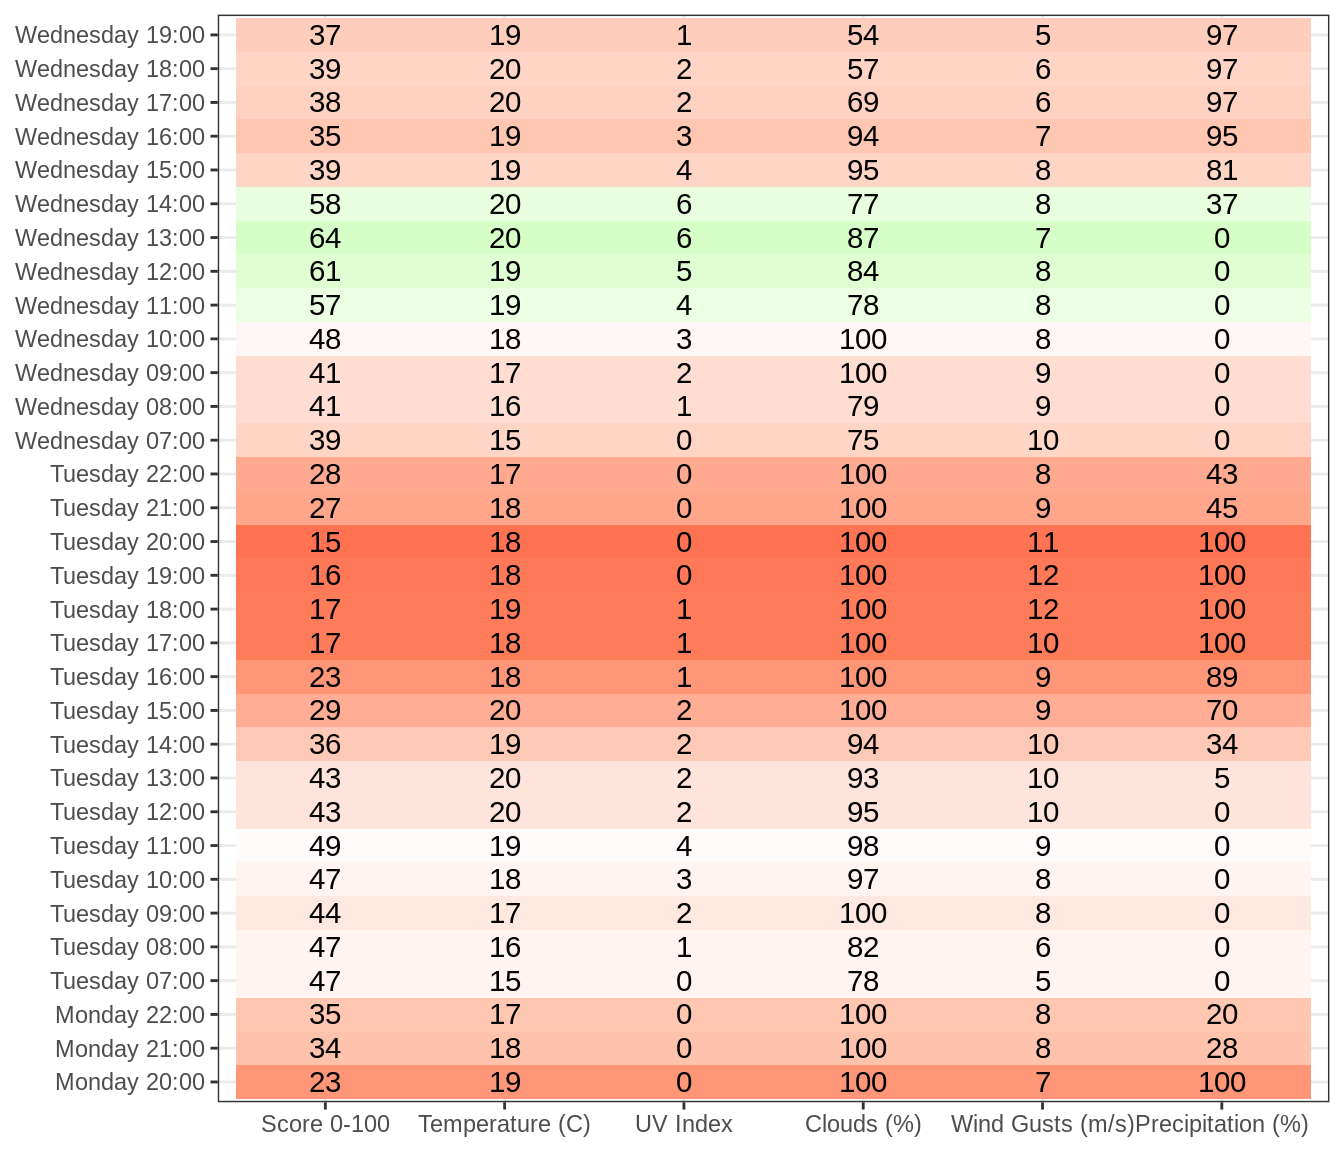 Wednesday 19:00 37 19 1 54 5 97
Wednesday 18:00 39 20 2 57 6 97
Wednesday 17:00 38 20 2 69 6 97
Wednesday 16:00 35 19 3 94 7 95
Wednesday 15:00 39 19 4 95 8 81
Wednesday 14:00 58 20 6 77 8 37
Wednesday 13:00 64 20 6 87 7 0
Wednesday 12:00 61 19 5 84 8 0
Wednesday 11:00 57 19 4 78 8 0
Wednesday 10:00 48 18 3 100 8 0
Wednesday 09:00 41 17 2 100 9 0
Wednesday 08:00 41 16 1 79 9 0
Wednesday 07:00 39 15 0 75 10 0
Tuesday 22:00 28 17 0 100 8 43
Tuesday 21:00 27 18 0 100 9 45
Tuesday 20:00 15 18 0 100 11 100
Tuesday 19:00 16 18 0 100 12 100
Tuesday 18:00 17 19 1 100 12 100
Tuesday 17:00 17 18 1 100 10 100
Tuesday 16:00 23 18 1 100 9 89
Tuesday 15:00 29 20 2 100 9 70
Tuesday 14:00 36 19 2 94 10 34
Tuesday 13:00 43 20 2 93 10 5
Tuesday 12:00 43 20 2 95 10 0
Tuesday 11:00 49 19 4 98 9 0
Tuesday 10:00 47 18 3 97 8 0
Tuesday 09:00 44 17 2 100 8 0
Tuesday 08:00 47 16 1 82 6 0
Tuesday 07:00 47 15 0 78 5 0
Monday 22:00 35 17 0 100 8 20
Monday 21:00 34 18 0 100 8 28
Monday 20:00 23 19 0 100 7 100
Score 0-100 Temperature (C) UV Index Clouds (%) Wind Gusts (m/s) Precipitation (%)